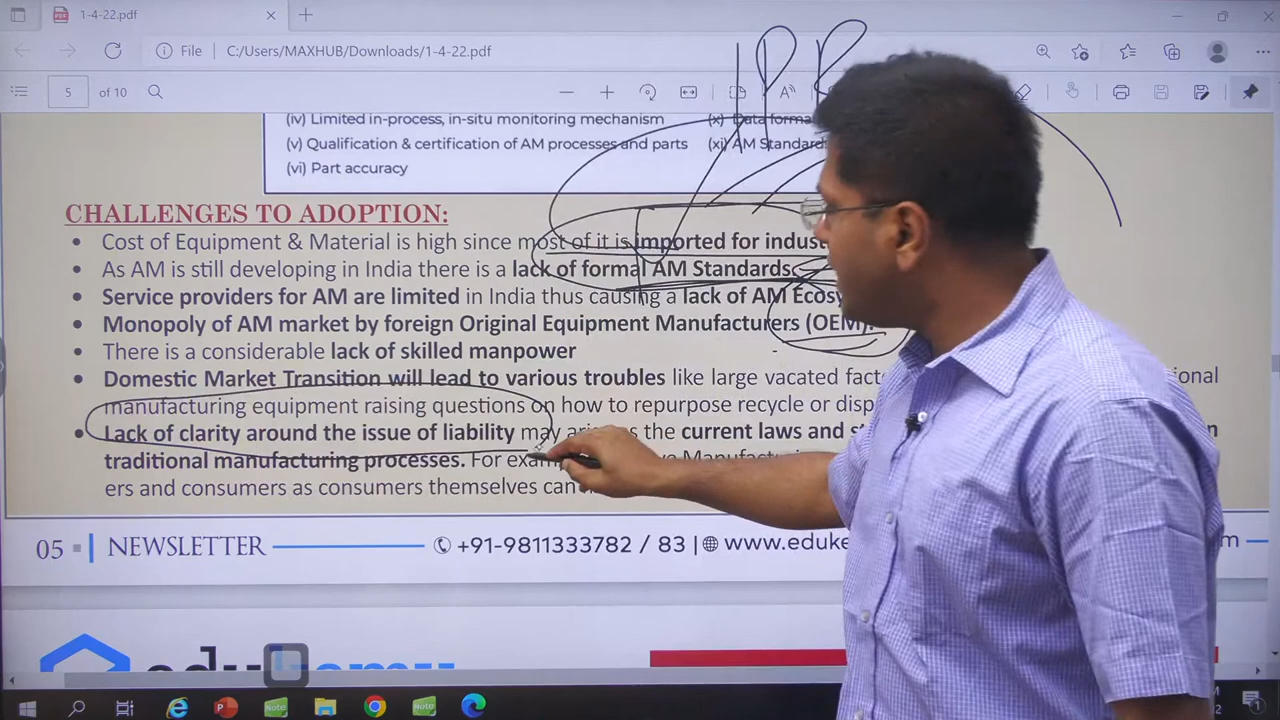 1-4-22.pdf
File C:/Users/MAXHUB/Downloads/1-4-22.pdf
5 of 10
IPR
(iv) Limited in-process, in-situ monitoring mechanism
(x) Data
(v) Qualification & certification of AM processes and parts
(xi) AM
(vi) Part accuracy
CHALLENGES TO ADOPTION:
• Cost of Equipment & Material is high since most of it is imported for
• As AM is still developing in India there is a lack of formal AM Standards
• Service providers for AM are limited in India thus causing a lack of AM
• Monopoly of AM market by foreign Original Equipment Manufacturers (OEM).
• There is a considerable lack of skilled manpower
• Domestic Market Transition will lead to various troubles like large vacated
manufacturing equipment raising questions on how to repurpose recycle or
• Lack of clarity around the issue of liability may the current laws and
traditional manufacturing processes. For
ers and consumers as consumers themselves
05 NEWSLETTER +91-9811333782 / 83 | www.eduke
1